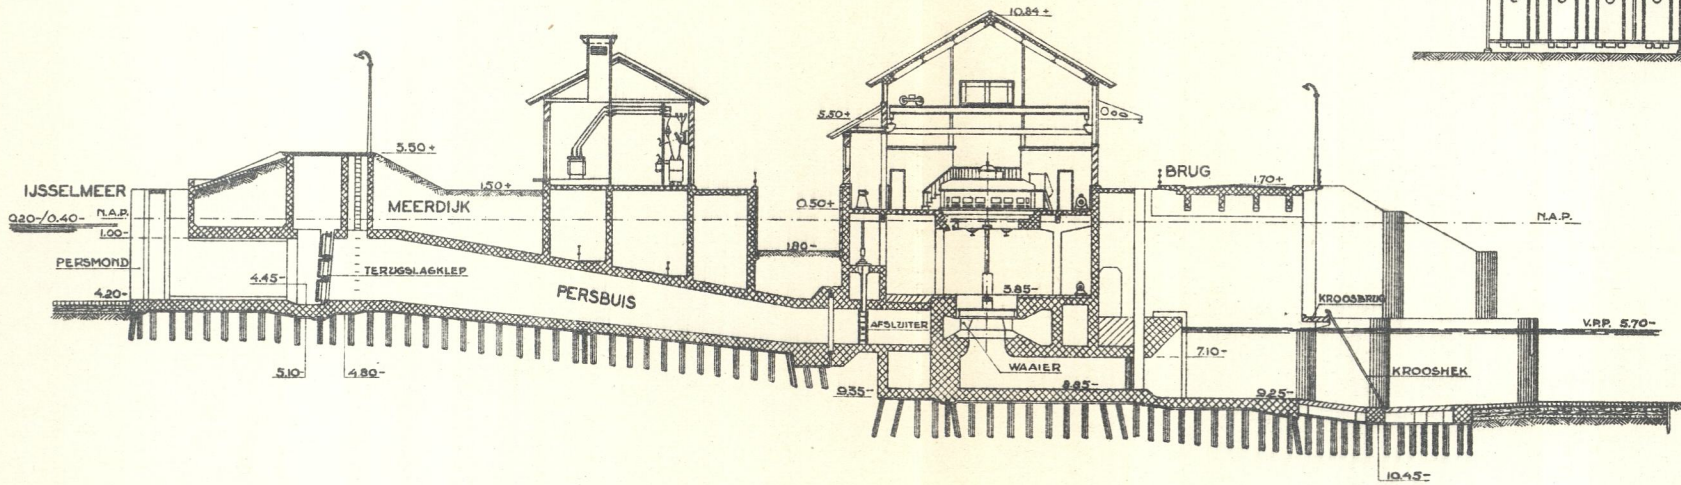 10.84+
5.50+
5.50+
IJSSELMEER
1.50+
BRUG
1.70+
MEERDIJK
0.50+
0.20-/0.40-
N.A.P.
N.A.P.
1.00-
1.80-
PERSMOND
TERUGSLAGKLEP
4.45-
4.20-
PERSBUIS
3.85-
KROOSBRUG
AFSLUITER
V.P.P. 5.70-
7.10-
WAAIER
KROOSHEK
5.10-
4.80-
9.35-
8.85-
9.25-
10.45-